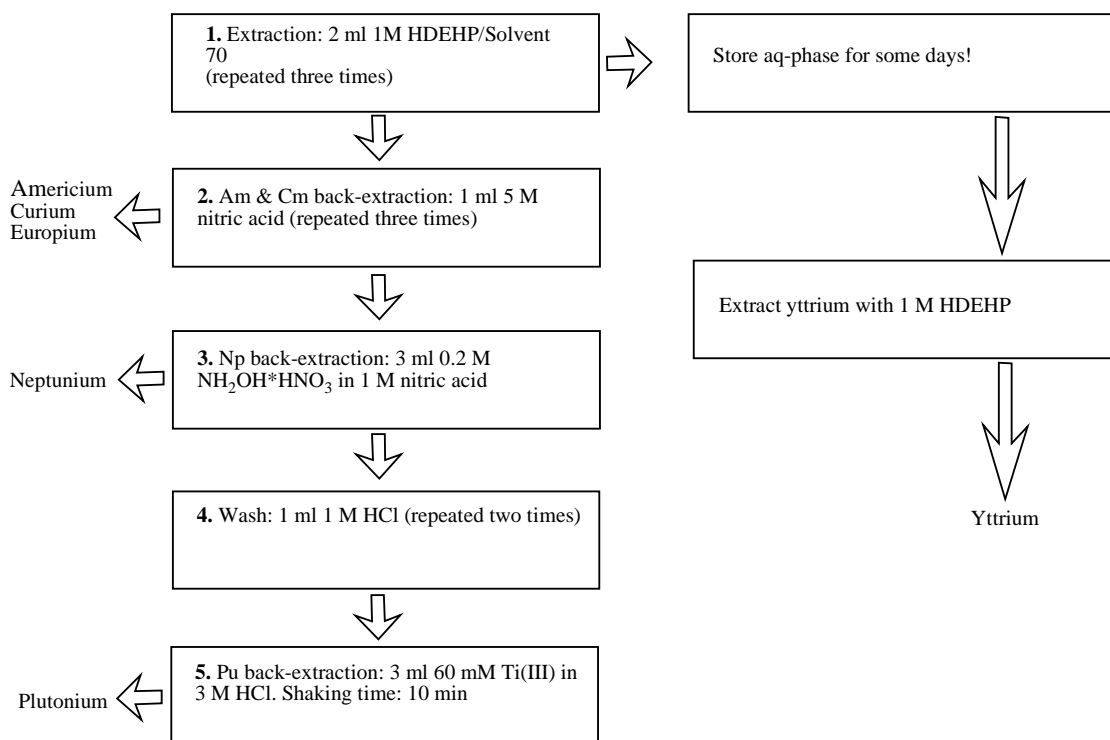 1. Extraction: 2 ml 1M HDEHP/Solvent
70
(repeated three times)
Store aq-phase for some days!
Americium
Curium
Europium
2. Am & Cm back-extraction: 1 ml 5 M
nitric acid (repeated three times)
Extract yttrium with 1 M HDEHP
Neptunium
3. Np back-extraction: 3 ml 0.2 M
NH2OH*HNO3 in 1 M nitric acid
4. Wash: 1 ml 1 M HCl (repeated two times)
Yttrium
Plutonium
5. Pu back-extraction: 3 ml 60 mM Ti(III) in
3 M HCl. Shaking time: 10 min